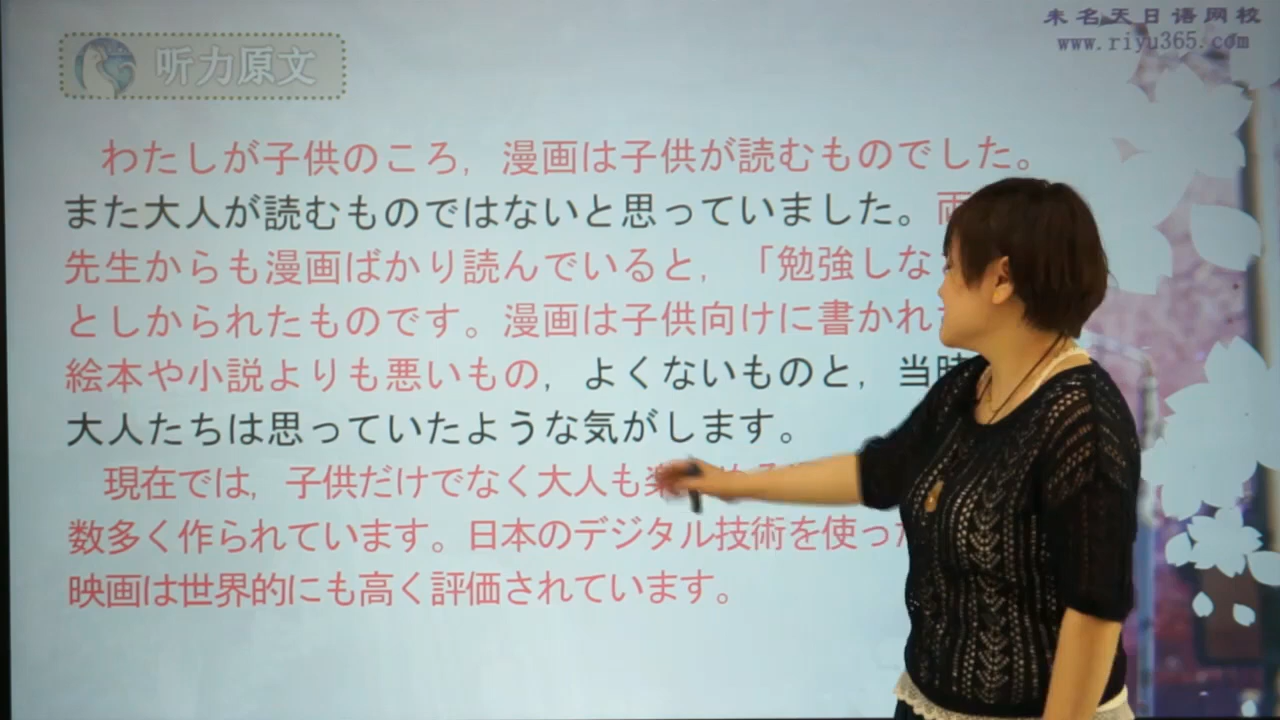 未名天日语网校
www.riyu365.com
听力原文
わたしが子供のころ，漫画は子供が読むものでした。
また大人が読むものではないと思っていました。両
先生からも漫画ばかり読んでいると，「勉強しな
としかられたものです。漫画は子供向けに書かれ
絵本や小説よりも悪いもの，よくないものと，当時
大人たちは思っていたような気がします。
現在では，子供だけでなく大人も楽
数多く作られています。日本のデジタル技術を使った
映画は世界的にも高く評価されています。